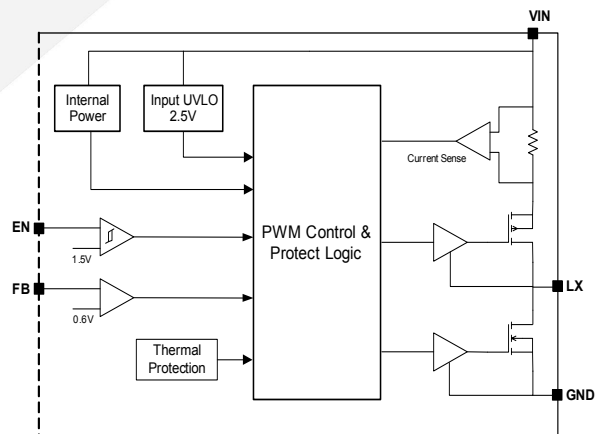 VIN
Internal
Power
Input UVLO
2.5V
Current Sense
EN
1.5V
PWM Control &
Protect Logic
FB
0.6V
LX
Thermal
Protection
GND